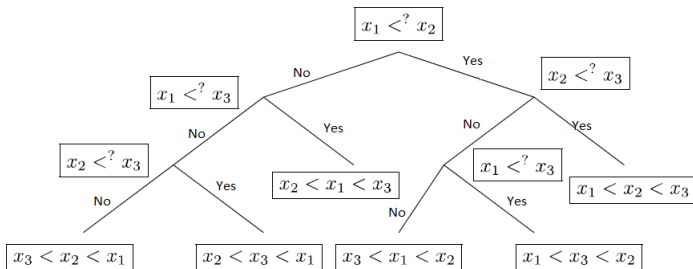 x₁ <? x₂
No
Yes
x₁ <? x₃
x₂ <? x₃
No
Yes
No
Yes
x₂ <? x₃
x₂ < x₁ < x₃
x₁ <? x₃
x₁ < x₂ < x₃
No
Yes
No
Yes
x₃ < x₂ < x₁
x₂ < x₃ < x₁
x₃ < x₁ < x₂
x₁ < x₃ < x₂